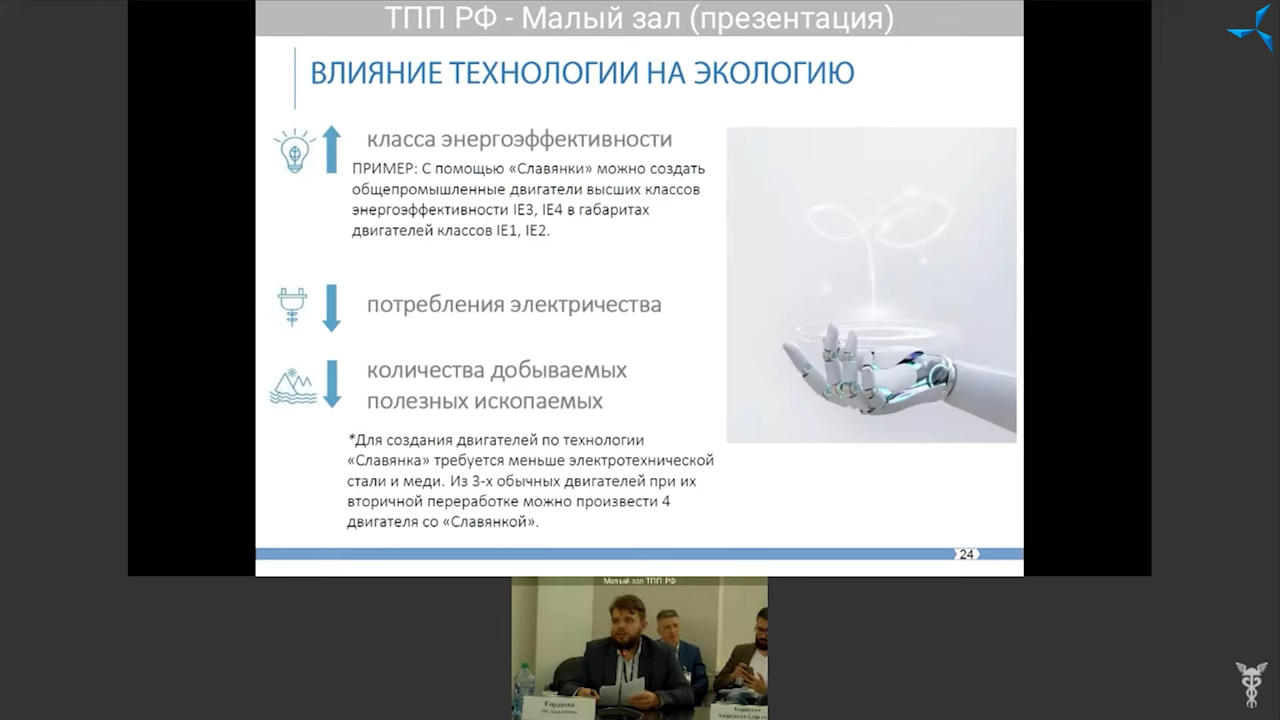 ТПП РФ - Малый зал (презентация)
ВЛИЯНИЕ ТЕХНОЛОГИИ НА ЭКОЛОГИЮ
класса энергоэффективности
ПРИМЕР: С помощью «Славянки» можно создать
общепромышленные двигатели высших классов
энергоэффективности IE3, IE4 в габаритах
двигателей классов IE1, IE2.
потребления электричества
количества добываемых
полезных ископаемых
*Для создания двигателей по технологии
«Славянка» требуется меньше электротехнической
стали и меди. Из 3-х обычных двигателей при их
вторичной переработке можно произвести 4
двигателя со «Славянкой».
24
Малый зал ТПП РФ